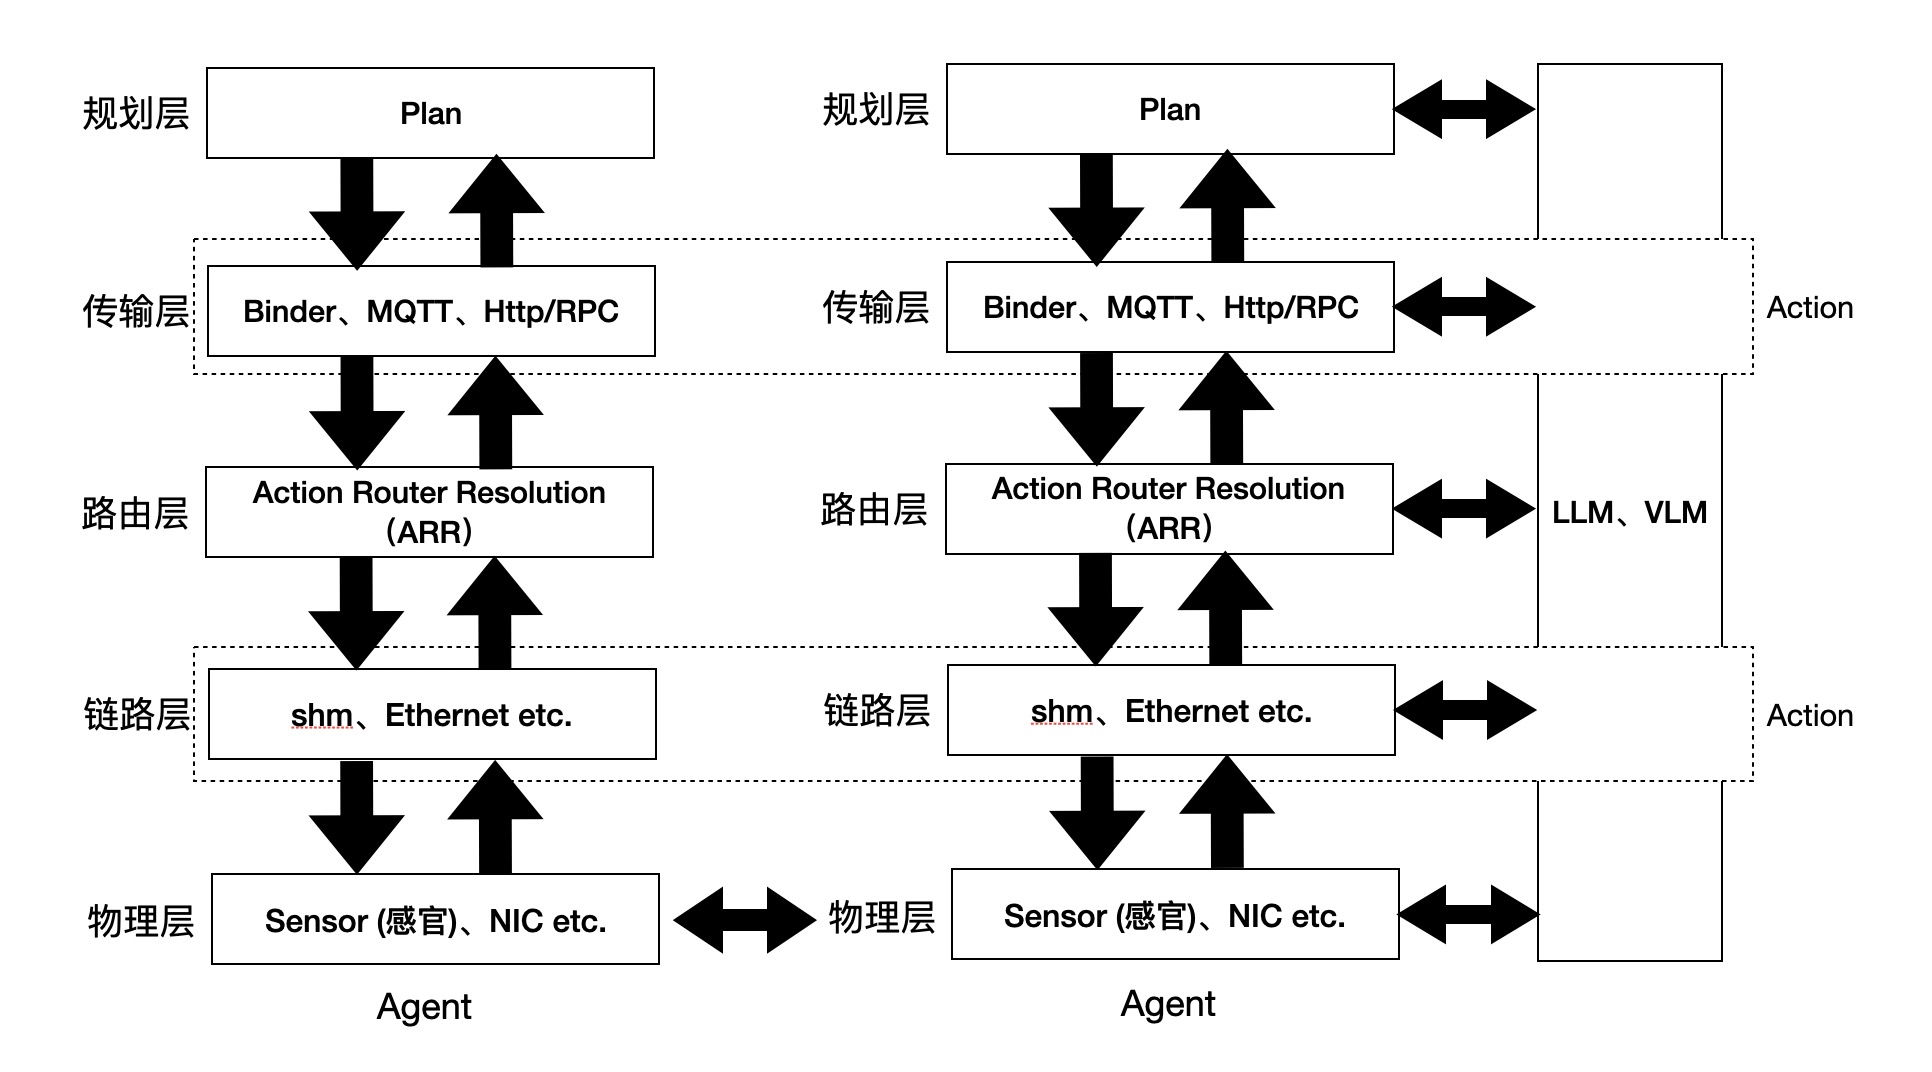 规划层
Plan
规划层
Plan
传输层
Binder、MQTT、Http/RPC
传输层
Binder、MQTT、Http/RPC
Action
路由层
Action Router Resolution
(ARR)
路由层
Action Router Resolution
(ARR)
LLM、VLM
链路层
shm、Ethernet etc.
链路层
shm、Ethernet etc.
Action
物理层
Sensor (感官)、NIC etc.
物理层
Sensor (感官)、NIC etc.
Agent
Agent